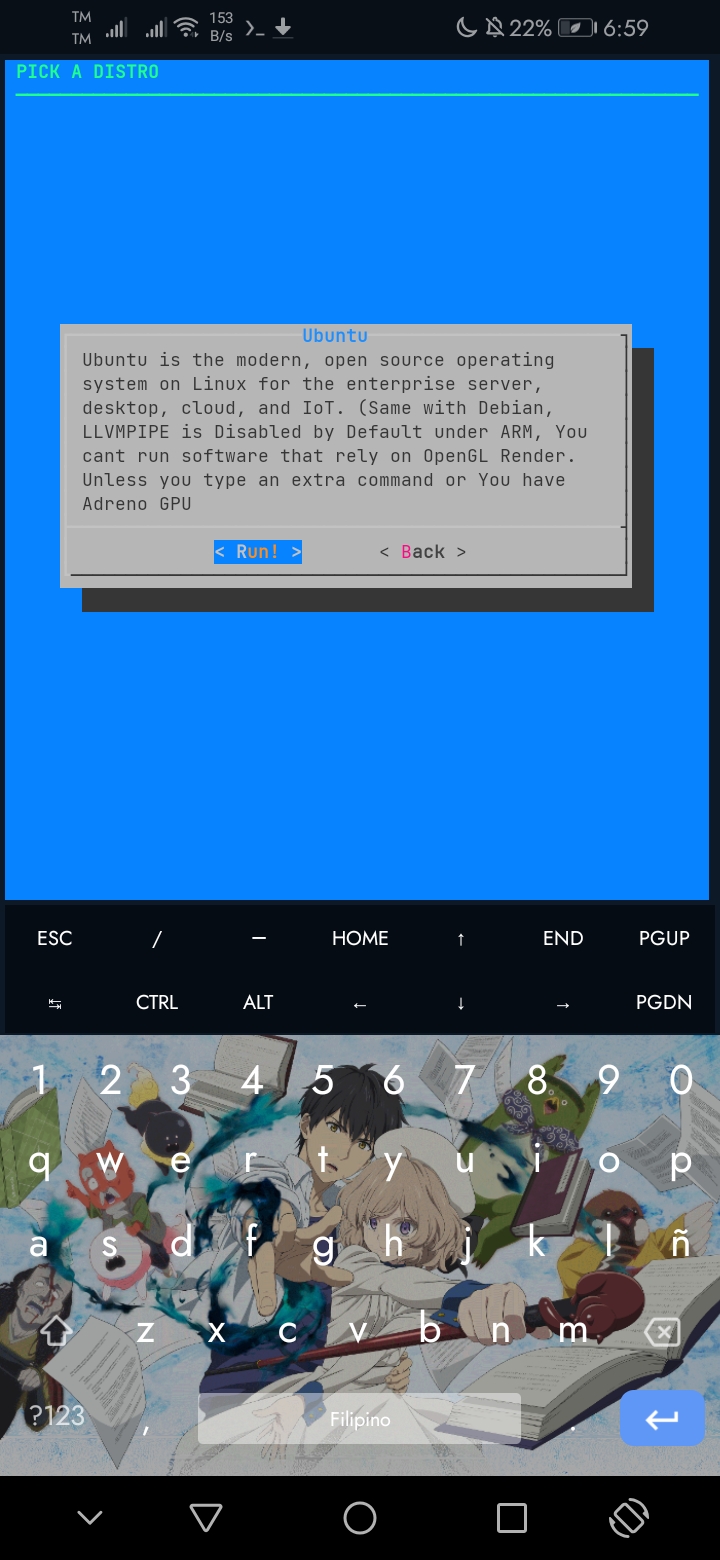 TM
TM
153
B/s
22%
6:59
PICK A DISTRO
Ubuntu
Ubuntu is the modern, open source operating
system on Linux for the enterprise server,
desktop, cloud, and IoT. (Same with Debian,
LLVMPIPE is Disabled by Default under ARM, You
cant run software that rely on OpenGL Render.
Unless you type an extra command or You have
Adreno GPU
< Run! > < Back >
ESC / — HOME ↑ END PGUP
↹ CTRL ALT ← ↓ → PGDN
1 2 3 4 5 6 7 8 9 0
q w e r t y u i o p
a s d f g h j k l ñ
z x c v b n m
?123 , Filipino .